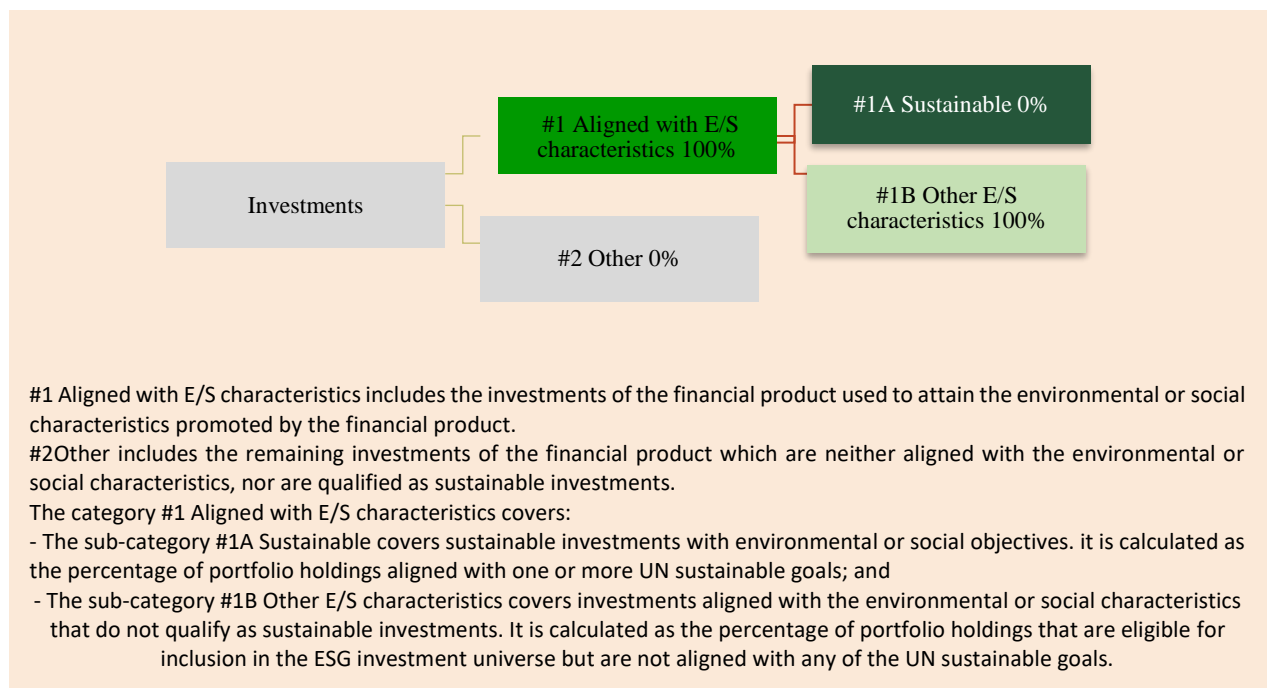 #1A Sustainable 0%
#1 Aligned with E/S
characteristics 100%
#1B Other E/S
characteristics 100%
Investments
#2 Other 0%
#1 Aligned with E/S characteristics includes the investments of the financial product used to attain the environmental or social
characteristics promoted by the financial product.
#2Other includes the remaining investments of the financial product which are neither aligned with the environmental or
social characteristics, nor are qualified as sustainable investments.
The category #1 Aligned with E/S characteristics covers:
- The sub-category #1A Sustainable covers sustainable investments with environmental or social objectives. it is calculated as
the percentage of portfolio holdings aligned with one or more UN sustainable goals; and
- The sub-category #1B Other E/S characteristics covers investments aligned with the environmental or social characteristics
that do not qualify as sustainable investments. It is calculated as the percentage of portfolio holdings that are eligible for
inclusion in the ESG investment universe but are not aligned with any of the UN sustainable goals.